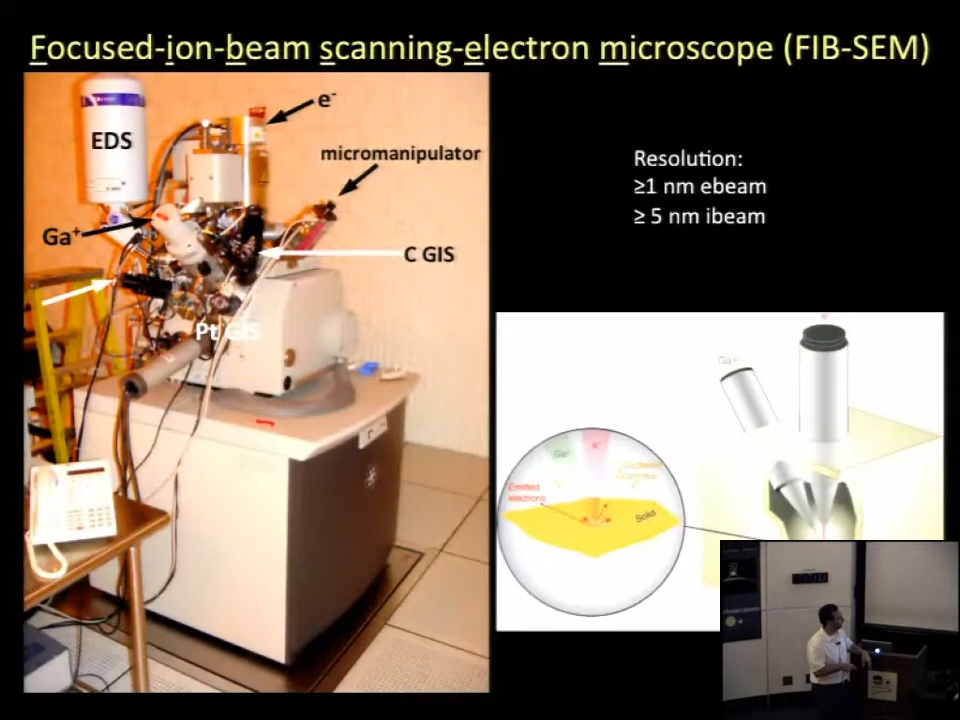 Focused-ion-beam scanning-electron microscope (FIB-SEM)
EDS
e-
micromanipulator
Ga+
C GIS
Pt GIS
Resolution:
≥1 nm ebeam
≥ 5 nm ibeam
e-
Ga+
Ga+
e-
Emitted
electrons
Solid